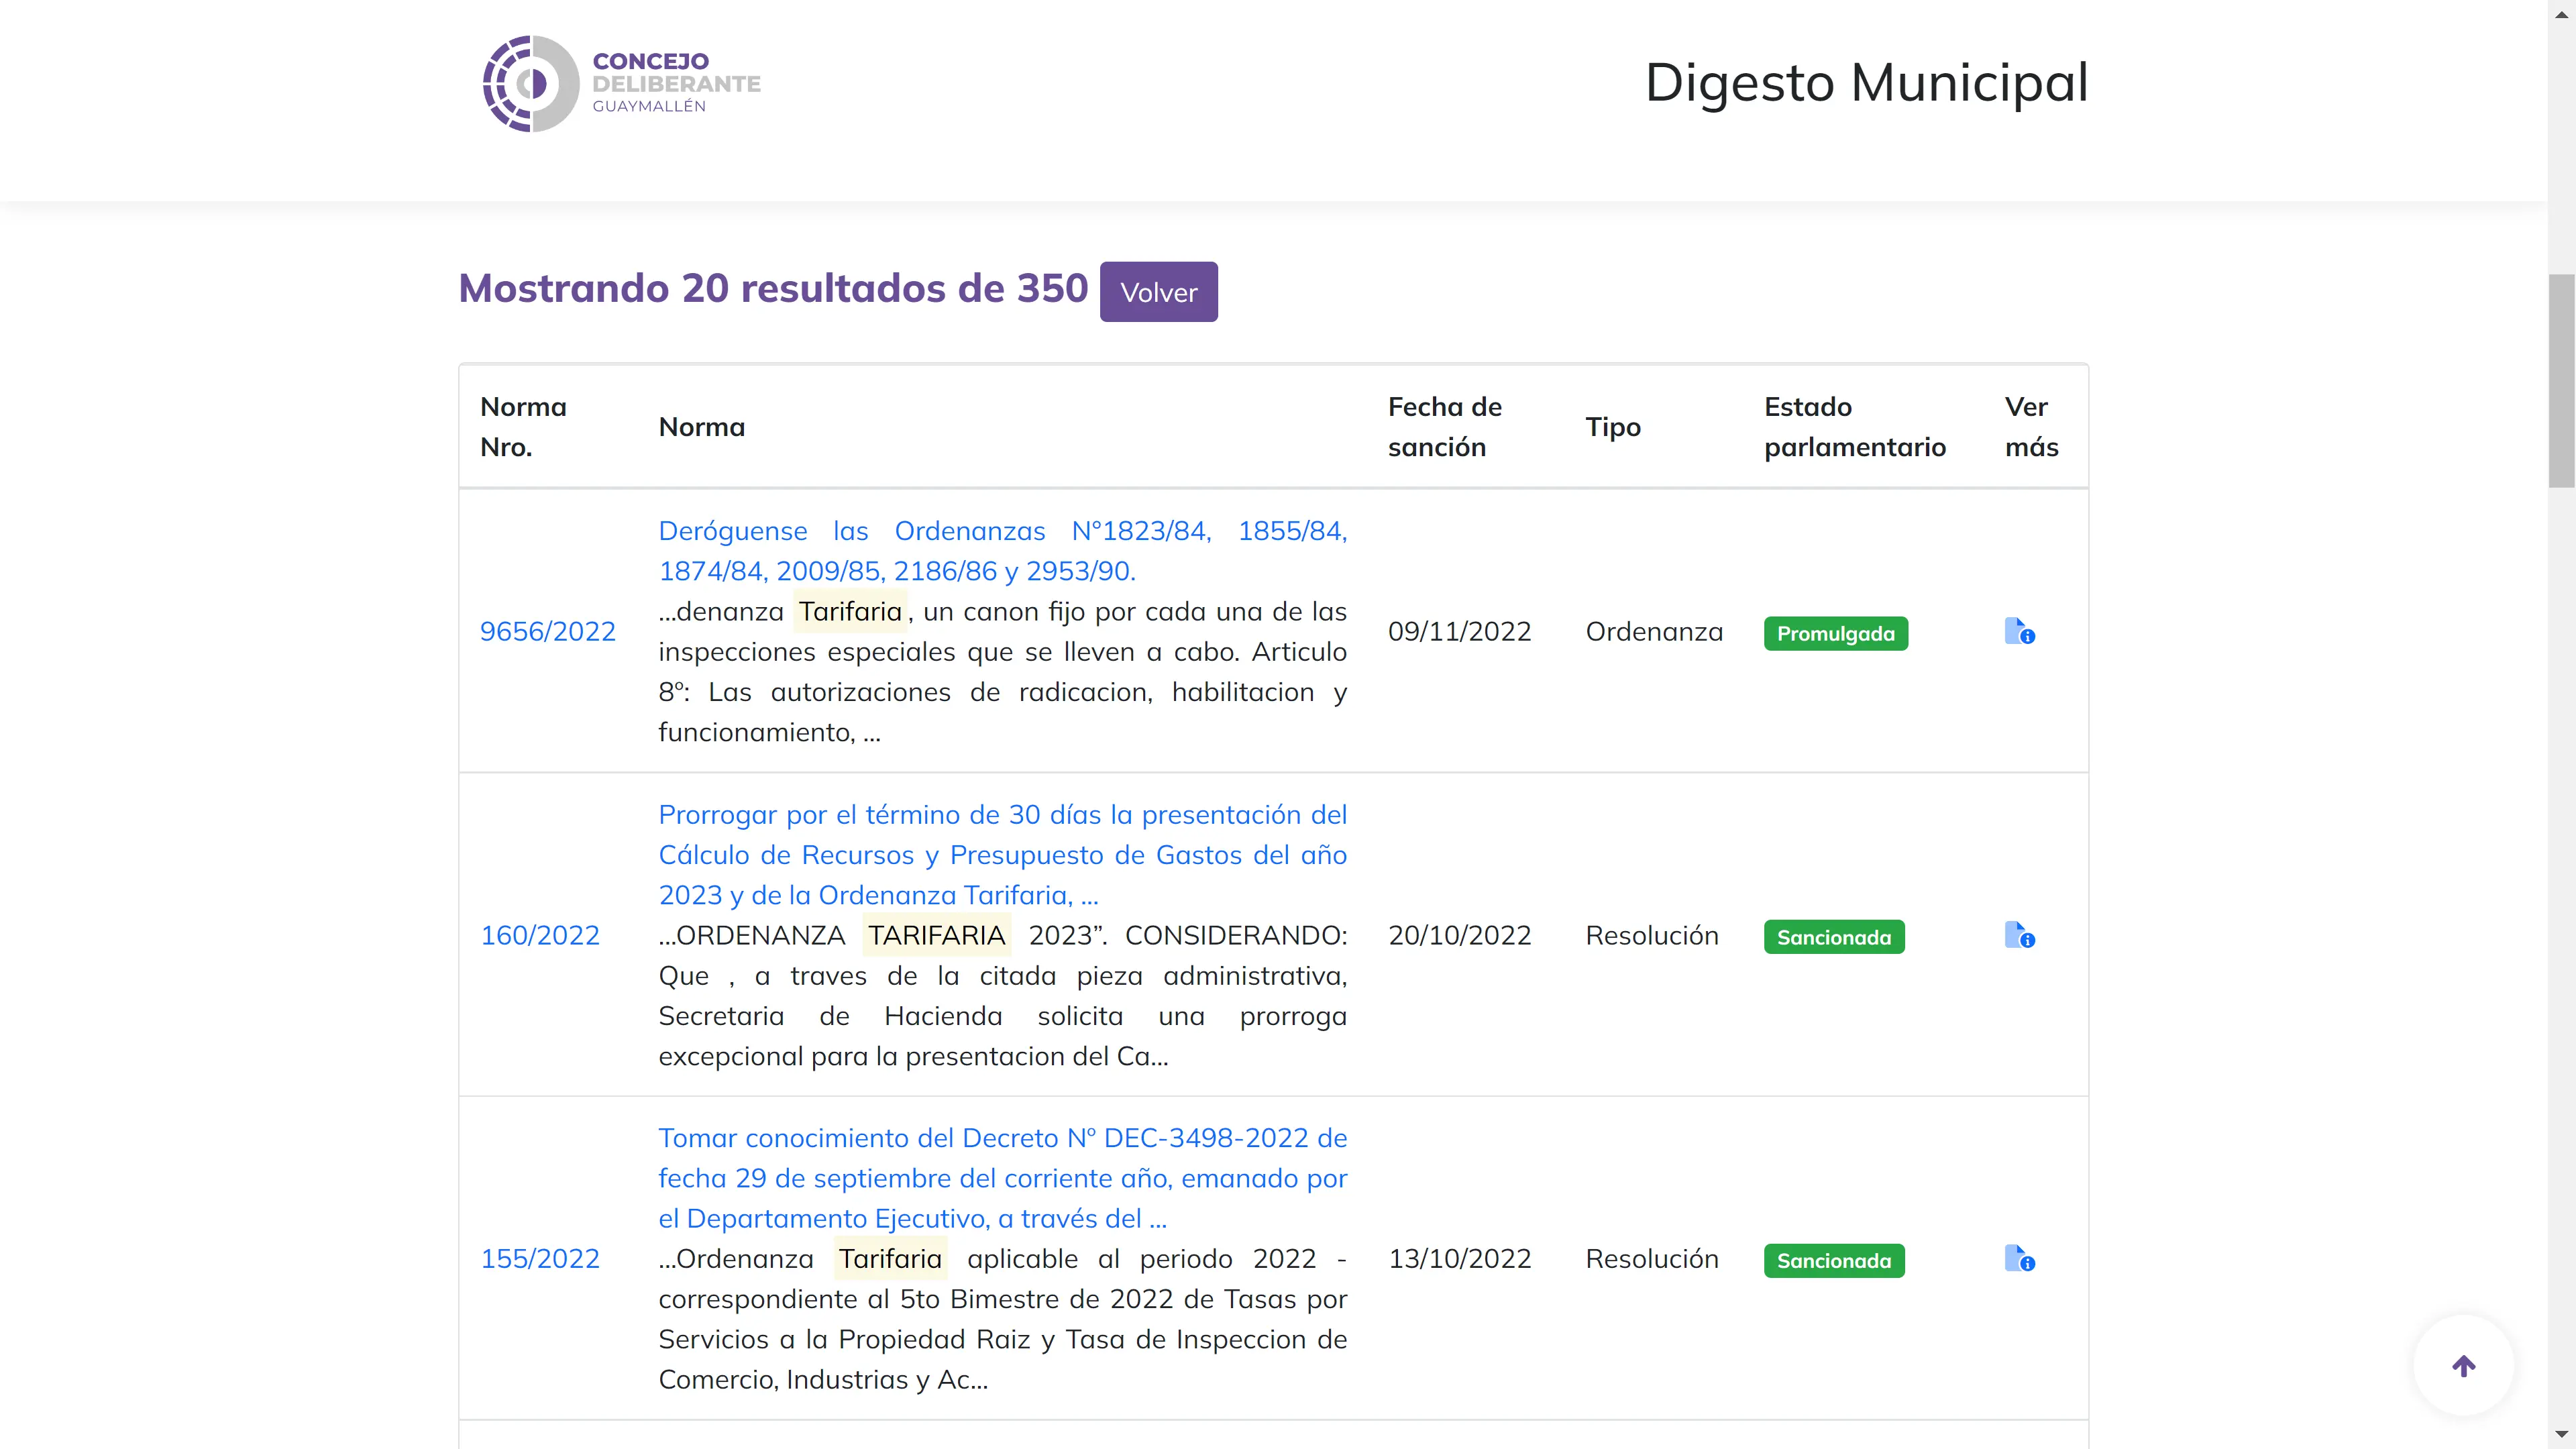 CONCEJO
DELIBERANTE
GUAYMALLÉN
Digesto Municipal
Mostrando 20 resultados de 350
Volver
Norma Nro.
Norma
Fecha de sanción
Tipo
Estado parlamentario
Ver más
9656/2022
Deróguense las Ordenanzas N°1823/84, 1855/84,
1874/84, 2009/85, 2186/86 y 2953/90.
...denanza Tarifaria, un canon fijo por cada una de las
inspecciones especiales que se lleven a cabo. Articulo
8º: Las autorizaciones de radicacion, habilitacion y
funcionamiento, ...
09/11/2022
Ordenanza
Promulgada
160/2022
Prorrogar por el término de 30 días la presentación del
Cálculo de Recursos y Presupuesto de Gastos del año
2023 y de la Ordenanza Tarifaria, ...
...ORDENANZA TARIFARIA 2023”. CONSIDERANDO:
Que , a traves de la citada pieza administrativa,
Secretaria de Hacienda solicita una prorroga
excepcional para la presentacion del Ca...
20/10/2022
Resolución
Sancionada
155/2022
Tomar conocimiento del Decreto Nº DEC-3498-2022 de
fecha 29 de septiembre del corriente año, emanado por
el Departamento Ejecutivo, a través del ...
...Ordenanza Tarifaria aplicable al periodo 2022 -
correspondiente al 5to Bimestre de 2022 de Tasas por
Servicios a la Propiedad Raiz y Tasa de Inspeccion de
Comercio, Industrias y Ac...
13/10/2022
Resolución
Sancionada